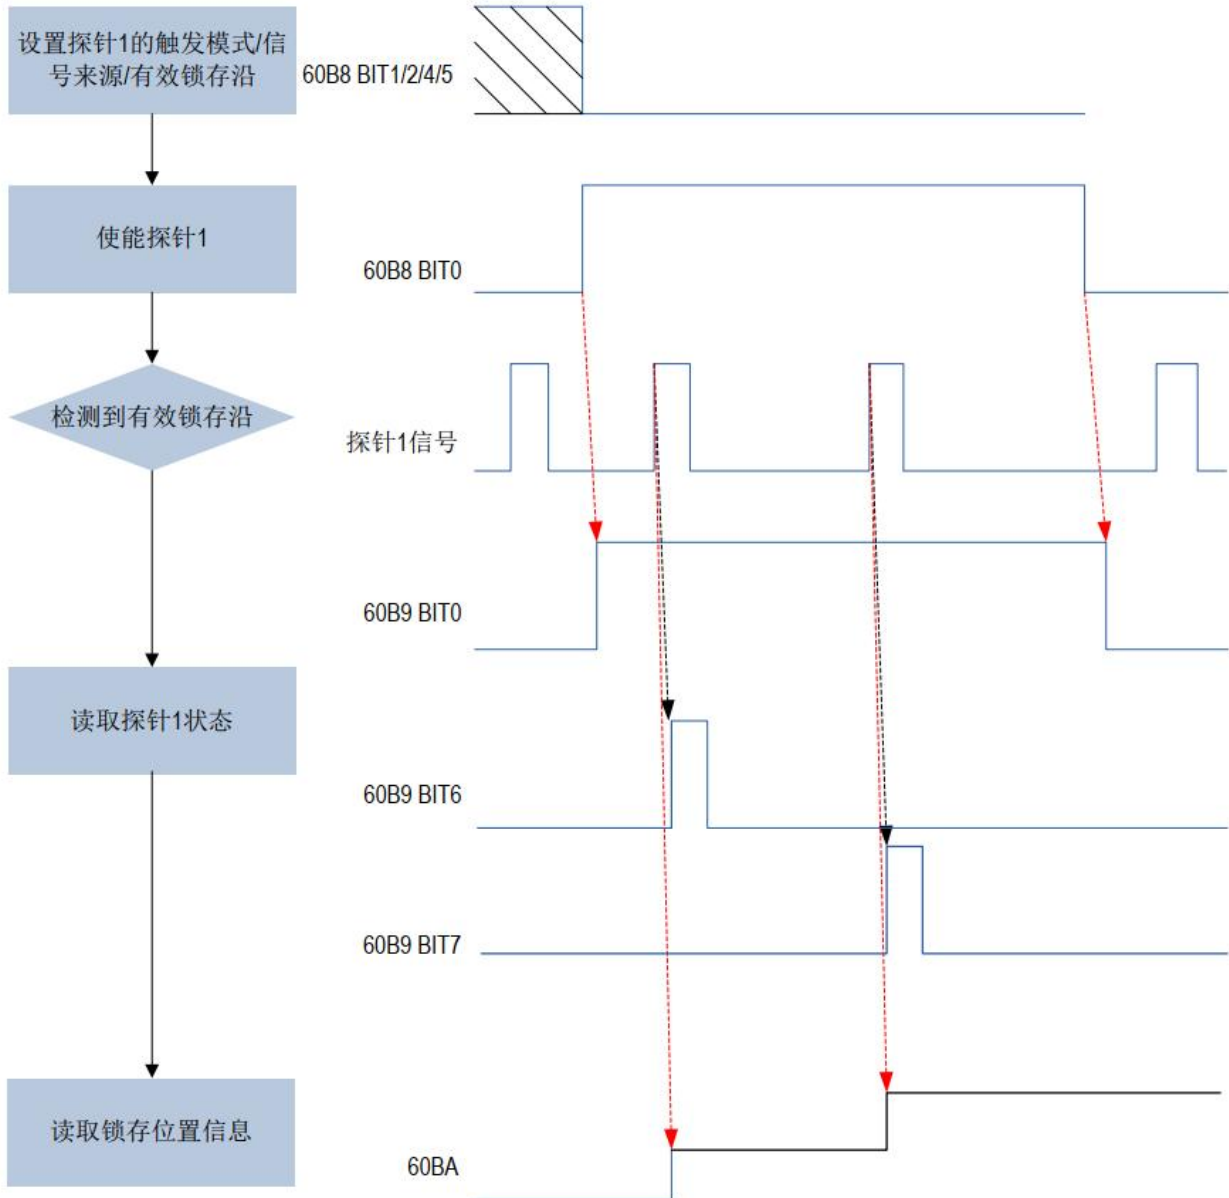 设置探针1的触发模式/信
号来源/有效锁存沿
60B8 BIT1/2/4/5
使能探针1
60B8 BIT0
检测到有效锁存沿
探针1信号
60B9 BIT0
读取探针1状态
60B9 BIT6
60B9 BIT7
读取锁存位置信息
60BA